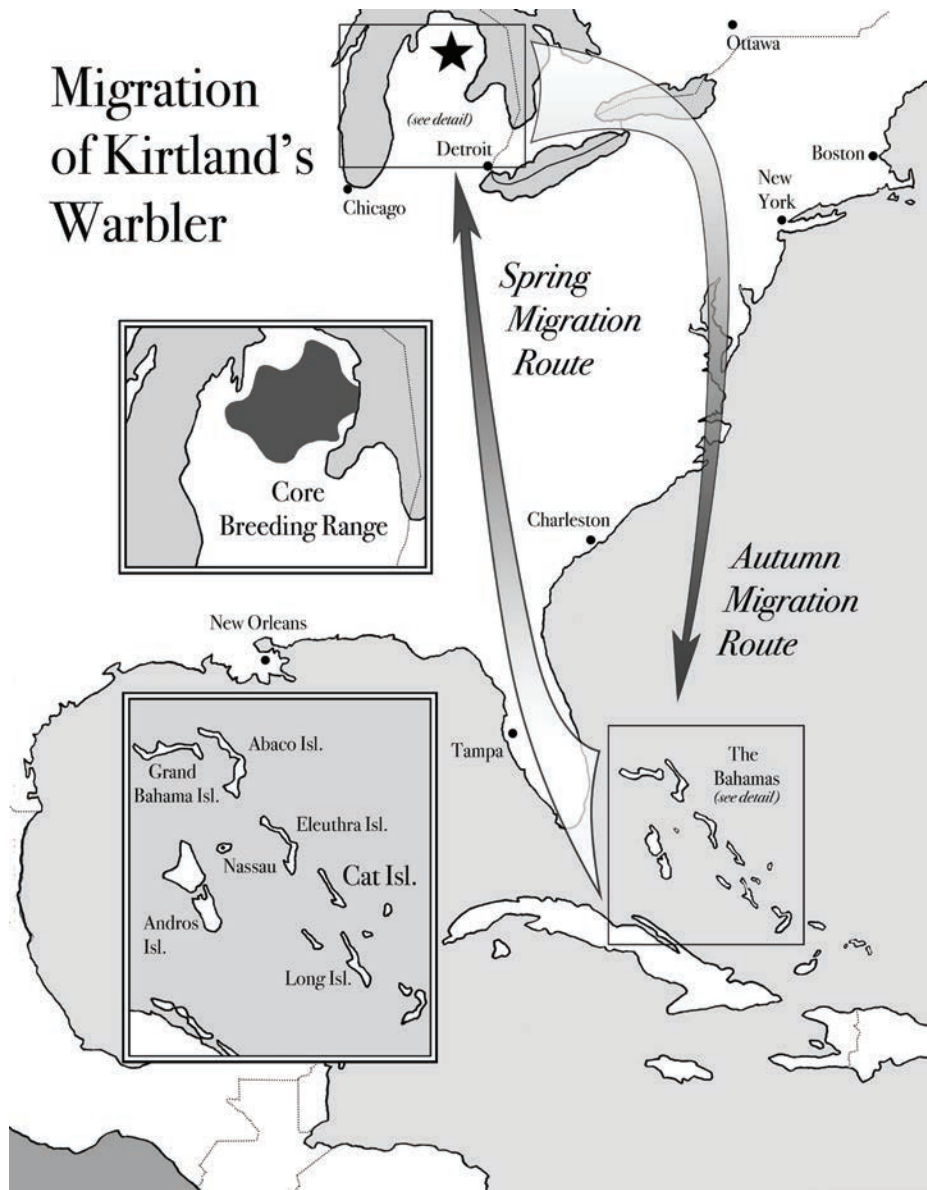 Migration
of Kirtland's
Warbler
Ottawa
(see detail)
Detroit
Boston
New
York
Chicago
Spring
Migration
Route
Core
Breeding Range
Charleston
Autumn
Migration
Route
New Orleans
Tampa
The
Bahamas
(see detail)
Abaco Isl.
Grand
Bahama Isl.
Eleuthra Isl.
Nassau
Cat Isl.
Andros
Isl.
Long Isl.